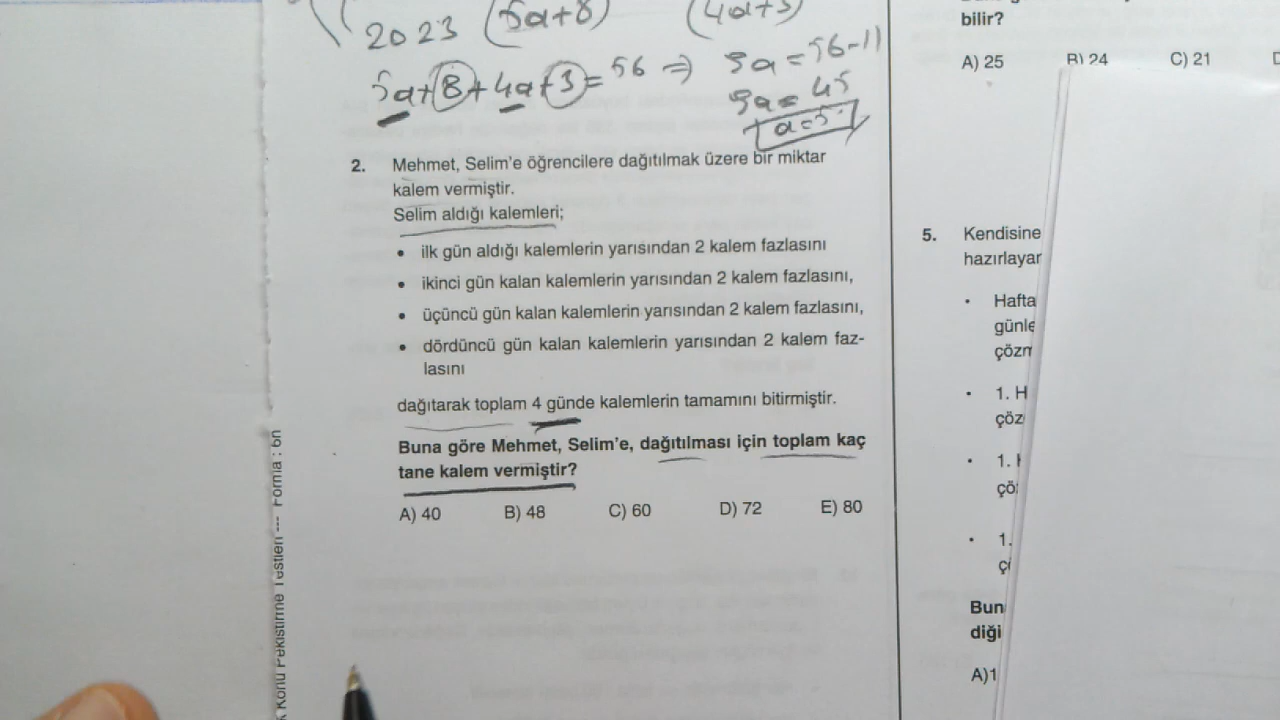 2023 (5a+8) (4a+3)
5a+8+4a+3=56 ⇒ 9a=56-11
9a=45
a=5
2. Mehmet, Selim'e öğrencilere dağıtılmak üzere bir miktar
kalem vermiştir.
Selim aldığı kalemleri;
• ilk gün aldığı kalemlerin yarısından 2 kalem fazlasını
• ikinci gün kalan kalemlerin yarısından 2 kalem fazlasını,
• üçüncü gün kalan kalemlerin yarısından 2 kalem fazlasını,
• dördüncü gün kalan kalemlerin yarısından 2 kalem faz-
lasını
dağıtarak toplam 4 günde kalemlerin tamamını bitirmiştir.
Buna göre Mehmet, Selim'e, dağıtılması için toplam kaç
tane kalem vermiştir?
A) 40 B) 48 C) 60 D) 72 E) 80
Konu Pekiştirme Testleri --- Forma : 6n
bilir?
A) 25 B) 24 C) 21
5. Kendisine
hazırlayar
• Hafta
günle
çözm
• 1. H
çöz
• 1.
çö
• 1.
ç
Bun
diği
A)1